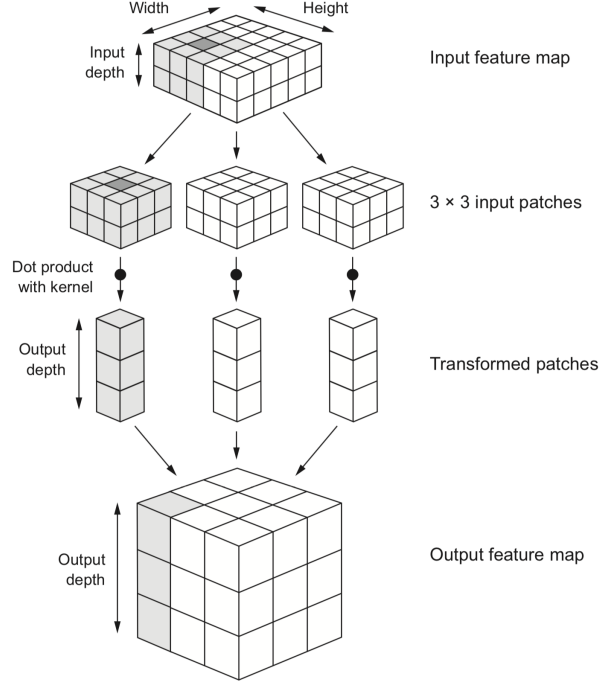 Width
Height
Input
depth
Input feature map
3 × 3 input patches
Dot product
with kernel
Output
depth
Transformed patches
Output
depth
Output feature map